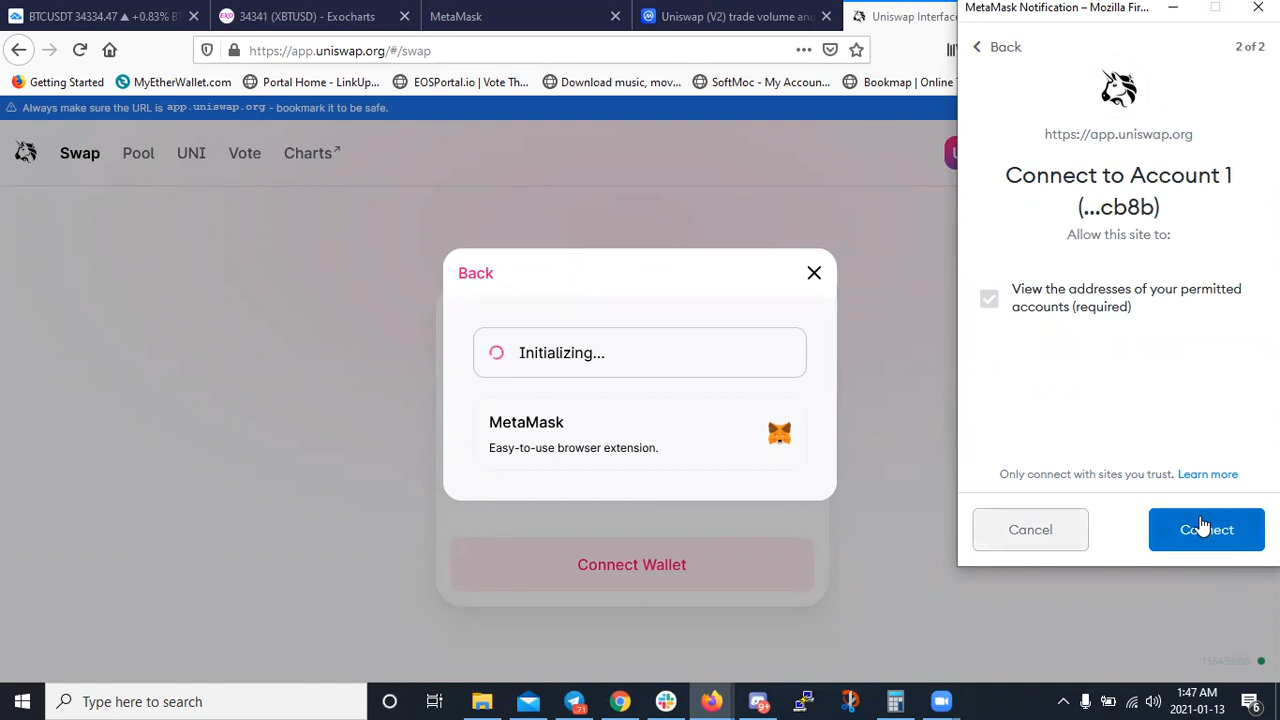 BTCUSDT 34334.47 ▲ +0.83%
34341 (XBTUSD) - Exocharts
MetaMask
Uniswap (V2) trade volume and
Uniswap Interface
MetaMask Notification – Mozilla Fir...
https://app.uniswap.org/#/swap
Getting Started
MyEtherWallet.com
Portal Home - LinkUp...
EOSPortal.io | Vote Th...
Download music, mov...
SoftMoc - My Accoun...
Bookmap | Online
Always make sure the URL is app.uniswap.org - bookmark it to be safe.
Swap
Pool
UNI
Vote
Charts↗
Back
2 of 2
https://app.uniswap.org
Connect to Account 1
(...cb8b)
Allow this site to:
View the addresses of your permitted
accounts (required)
Only connect with sites you trust. Learn more
Cancel
Connect
Back
Initializing...
MetaMask
Easy-to-use browser extension.
Connect Wallet
Type here to search
71
9+
1:47 AM
2021-01-13
6